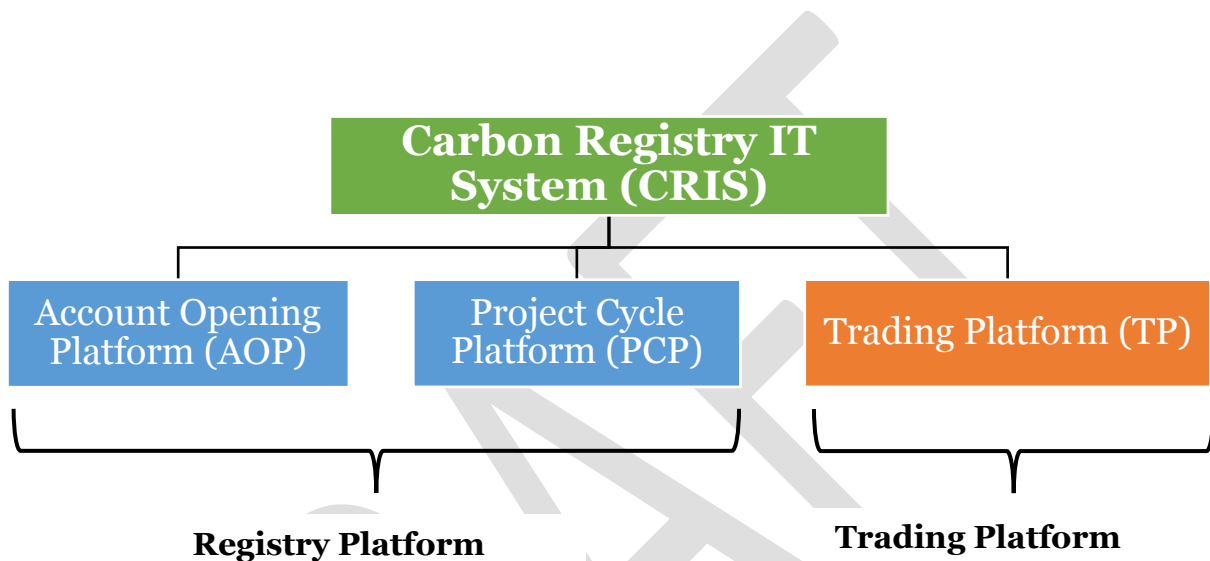 Carbon Registry IT
System (CRIS)
Account Opening
Platform (AOP)
Project Cycle
Platform (PCP)
Trading Platform (TP)
Registry Platform
Trading Platform